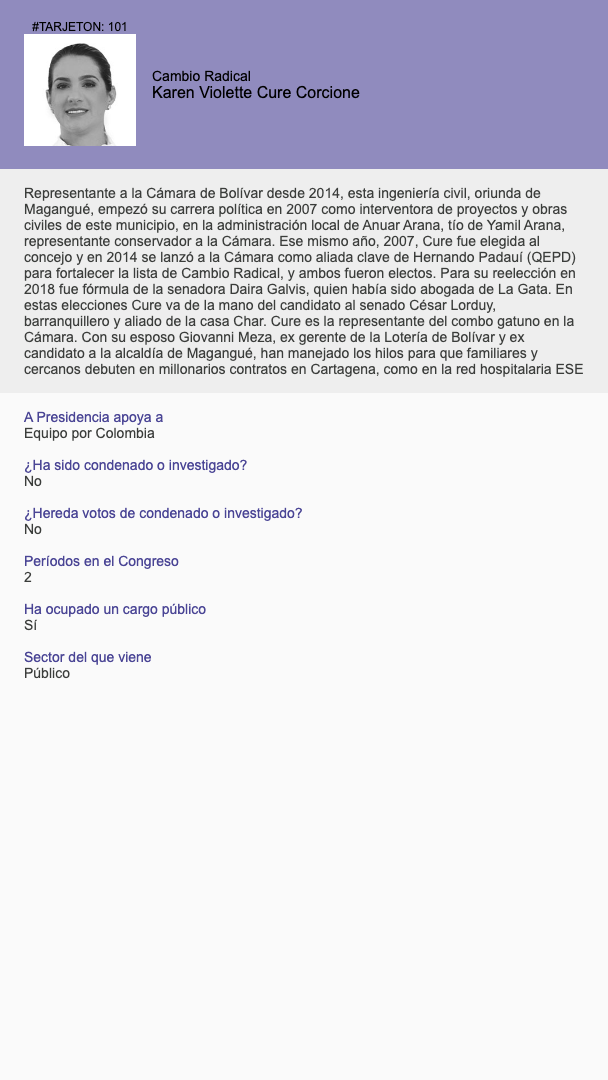 #TARJETON: 101
Cambio Radical
Karen Violette Cure Corcione
Representante a la Cámara de Bolívar desde 2014, esta ingeniería civil, oriunda de
Magangué, empezó su carrera política en 2007 como interventora de proyectos y obras
civiles de este municipio, en la administración local de Anuar Arana, tío de Yamil Arana,
representante conservador a la Cámara. Ese mismo año, 2007, Cure fue elegida al
concejo y en 2014 se lanzó a la Cámara como aliada clave de Hernando Padauí (QEPD)
para fortalecer la lista de Cambio Radical, y ambos fueron electos. Para su reelección en
2018 fue fórmula de la senadora Daira Galvis, quien había sido abogada de La Gata. En
estas elecciones Cure va de la mano del candidato al senado César Lorduy,
barranquillero y aliado de la casa Char. Cure es la representante del combo gatuno en la
Cámara. Con su esposo Giovanni Meza, ex gerente de la Lotería de Bolívar y ex
candidato a la alcaldía de Magangué, han manejado los hilos para que familiares y
cercanos debuten en millonarios contratos en Cartagena, como en la red hospitalaria ESE
A Presidencia apoya a
Equipo por Colombia
¿Ha sido condenado o investigado?
No
¿Hereda votos de condenado o investigado?
No
Períodos en el Congreso
2
Ha ocupado un cargo público
Sí
Sector del que viene
Público